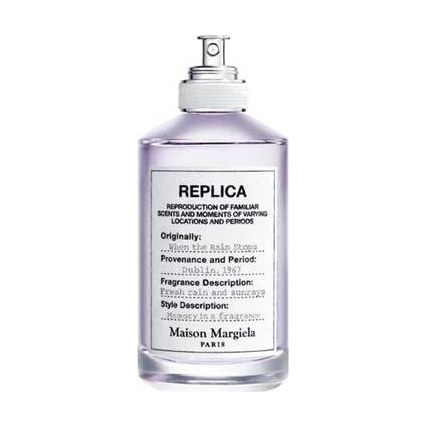 REPLICA
REPRODUCTION OF FAMILIAR
SCENTS AND MOMENTS OF VARYING
LOCATIONS AND PERIODS
Originally:
When the Rain Stops
Provenance and Period:
Dublin, 1967
Fragrance Description:
Fresh rain and sunrays
Style Description:
Memory in a fragrance
Maison Margiela
PARIS